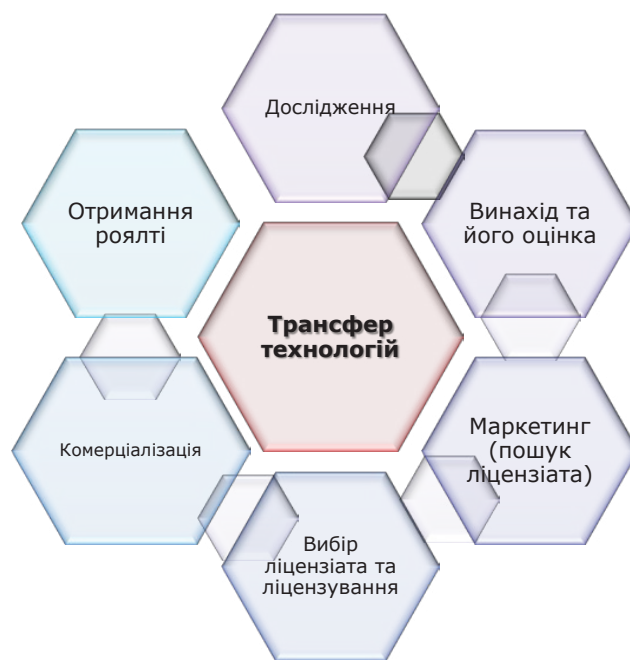 Дослідження
Отримання
роялті
Винахід та
його оцінка
Трансфер
технологій
Маркетинг
(пошук
ліцензіата)
Комерціалізація
Вибір
ліцензіата та
ліцензування